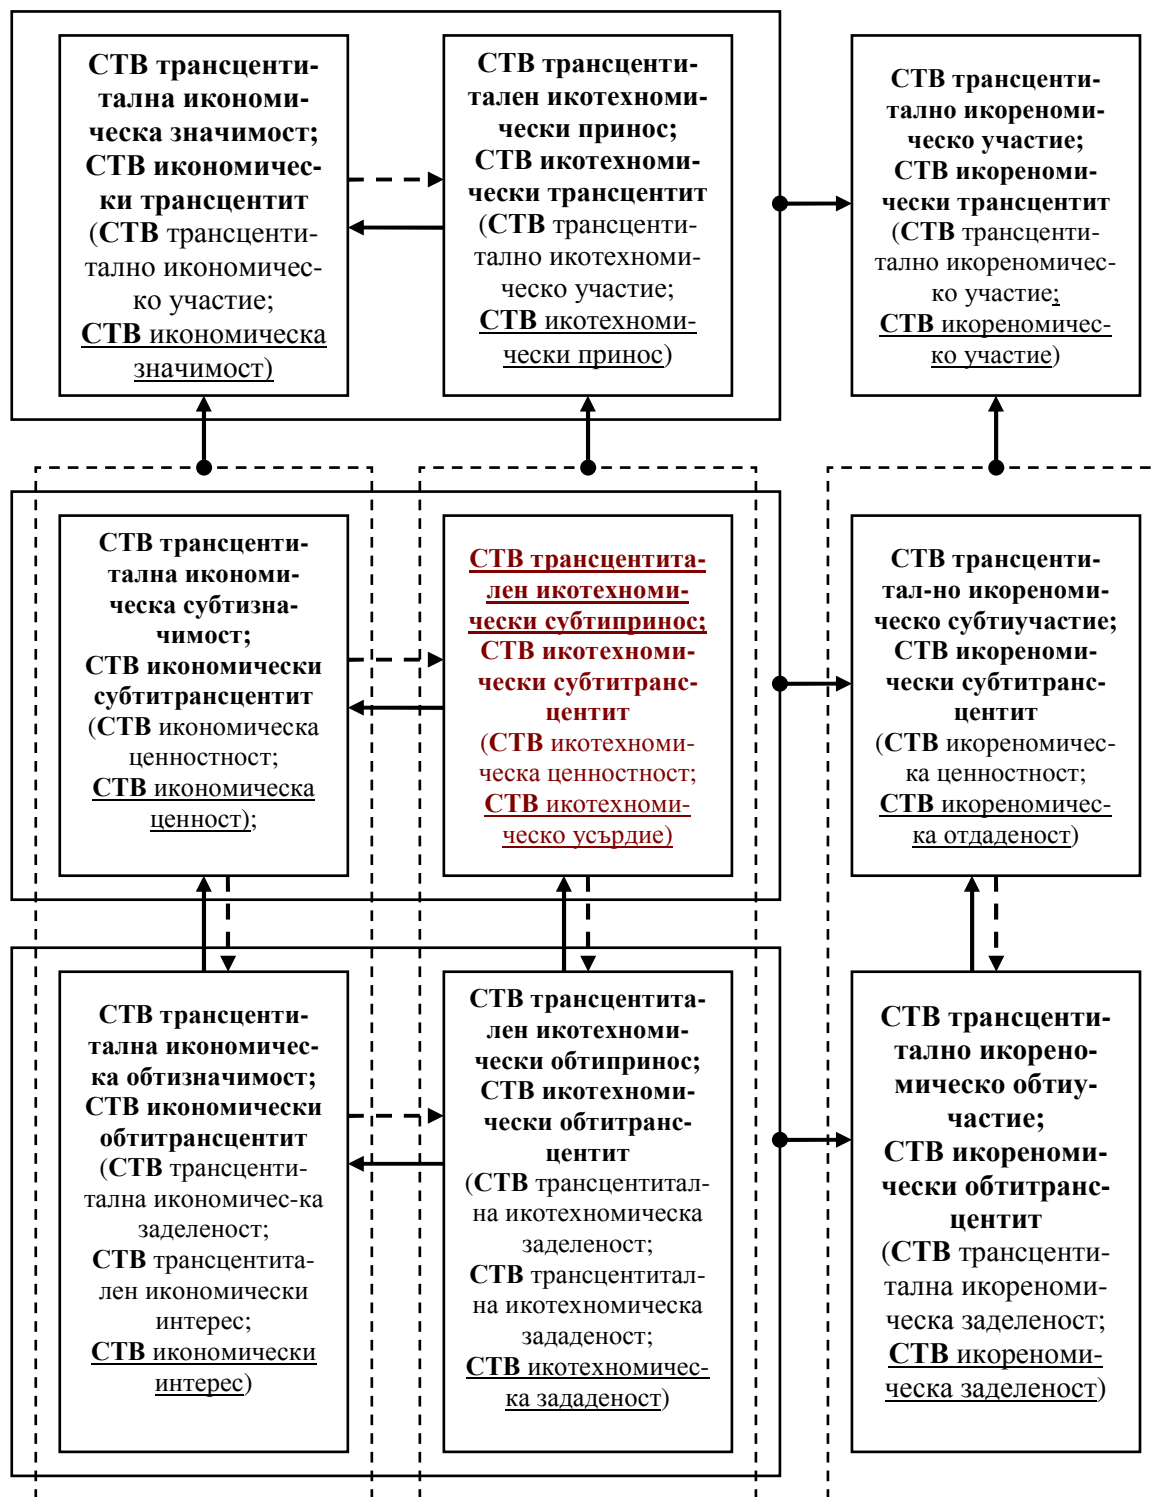 СТВ трансценти-
тална икономи-
ческа значимост;
СТВ икономичес-
ки трансцентит
(СТВ трансценти-
тално икономичес-
ко участие;
СТВ икономическа
значимост)
СТВ трансценти-
тален икотехноми-
чески принос;
СТВ икотехноми-
чески трансцентит
(СТВ трансценти-
тално икотехноми-
ческо участие;
СТВ икотехноми-
чески принос)
СТВ трансценти-
тално икореноми-
ческо участие;
СТВ икореноми-
чески трансцентит
(СТВ трансценти-
тално икореномичес-
ко участие;
СТВ икореномичес-
ко участие)
СТВ трансценти-
тална икономи-
ческа субтизна-
чимост;
СТВ икономически
субтитрансцентит
(СТВ икономическа
ценностност;
СТВ икономическа
ценност);
СТВ трансцентита-
лен икотехноми-
чески субтипринос;
СТВ икотехноми-
чески субтитранс-
центит
(СТВ икотехноми-
ческа ценностност;
СТВ икотехноми-
ческо усърдие)
СТВ трансценти-
тал-но икореноми-
ческо субтиучастие;
СТВ икореноми-
чески субтитранс-
центит
(СТВ икореномичес-
ка ценностност;
СТВ икореномичес-
ка отдаденост)
СТВ трансценти-
тална икономичес-
ка обтизначимост;
СТВ икономически
обтитрансцентит
(СТВ трансценти-
тална икономичес-ка
заделеност;
СТВ трансцентита-
лен икономически
интерес;
СТВ икономически
интерес)
СТВ трансцентита-
лен икотехноми-
чески обтипринос;
СТВ икотехноми-
чески обтитранс-
центит
(СТВ трансцентитал-
на икотехномическа
заделеност;
СТВ трансцентитал-
на икотехномическа
зададеност;
СТВ икотехномичес-
ка зададеност)
СТВ трансценти-
тално икорено-
мическо обтиу-
частие;
СТВ икореноми-
чески обтитранс-
центит
(СТВ трансценти-
тална икореноми-
ческа заделеност;
СТВ икореноми-
ческа заделеност)